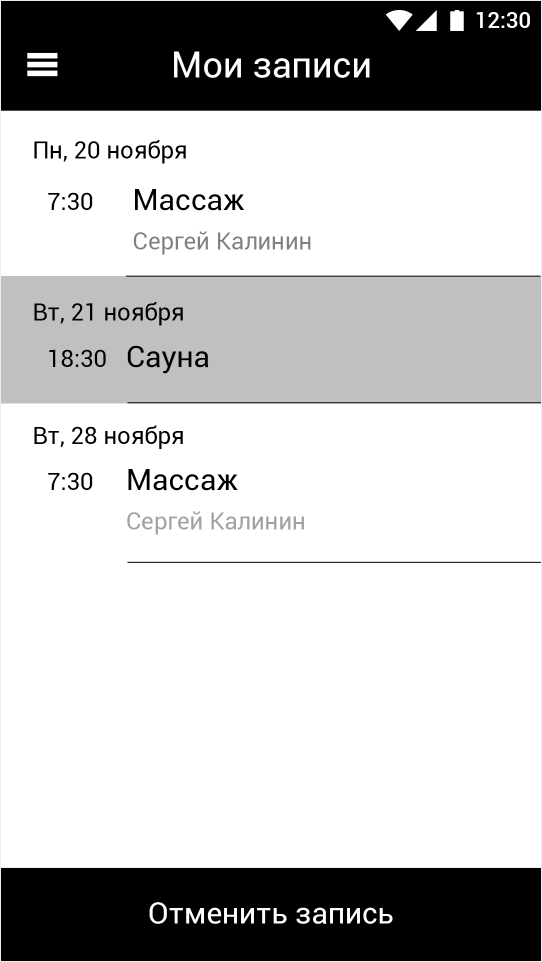 12:30
Мои записи
Пн, 20 ноября
7:30 Массаж
Сергей Калинин
Вт, 21 ноября
18:30 Сауна
Вт, 28 ноября
7:30 Массаж
Сергей Калинин
Отменить запись